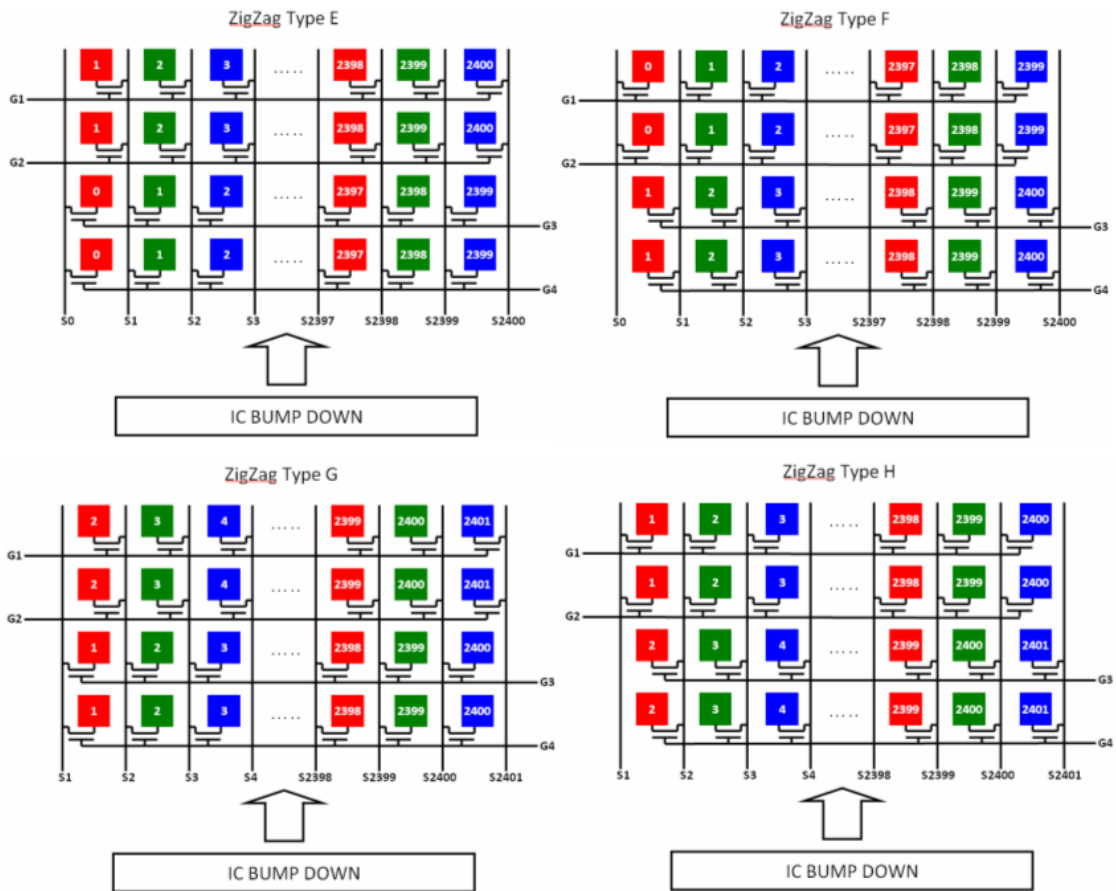 ZigZag Type E
1 2 3 ..... 2398 2399 2400
G1
1 2 3 ..... 2398 2399 2400
G2
0 1 2 ..... 2397 2398 2399
G3
0 1 2 ..... 2397 2398 2399
G4
S0 S1 S2 S3 S2397 S2398 S2399 S2400
IC BUMP DOWN
ZigZag Type F
0 1 2 ..... 2397 2398 2399
G1
0 1 2 ..... 2397 2398 2399
G2
1 2 3 ..... 2398 2399 2400
G3
1 2 3 ..... 2398 2399 2400
G4
S0 S1 S2 S3 S2397 S2398 S2399 S2400
IC BUMP DOWN
ZigZag Type G
2 3 4 ..... 2399 2400 2401
G1
2 3 4 ..... 2399 2400 2401
G2
1 2 3 ..... 2398 2399 2400
G3
1 2 3 ..... 2398 2399 2400
G4
S1 S2 S3 S4 S2398 S2399 S2400 S2401
IC BUMP DOWN
ZigZag Type H
1 2 3 ..... 2398 2399 2400
G1
1 2 3 ..... 2398 2399 2400
G2
2 3 4 ..... 2399 2400 2401
G3
2 3 4 ..... 2399 2400 2401
G4
S1 S2 S3 S4 S2398 S2399 S2400 S2401
IC BUMP DOWN